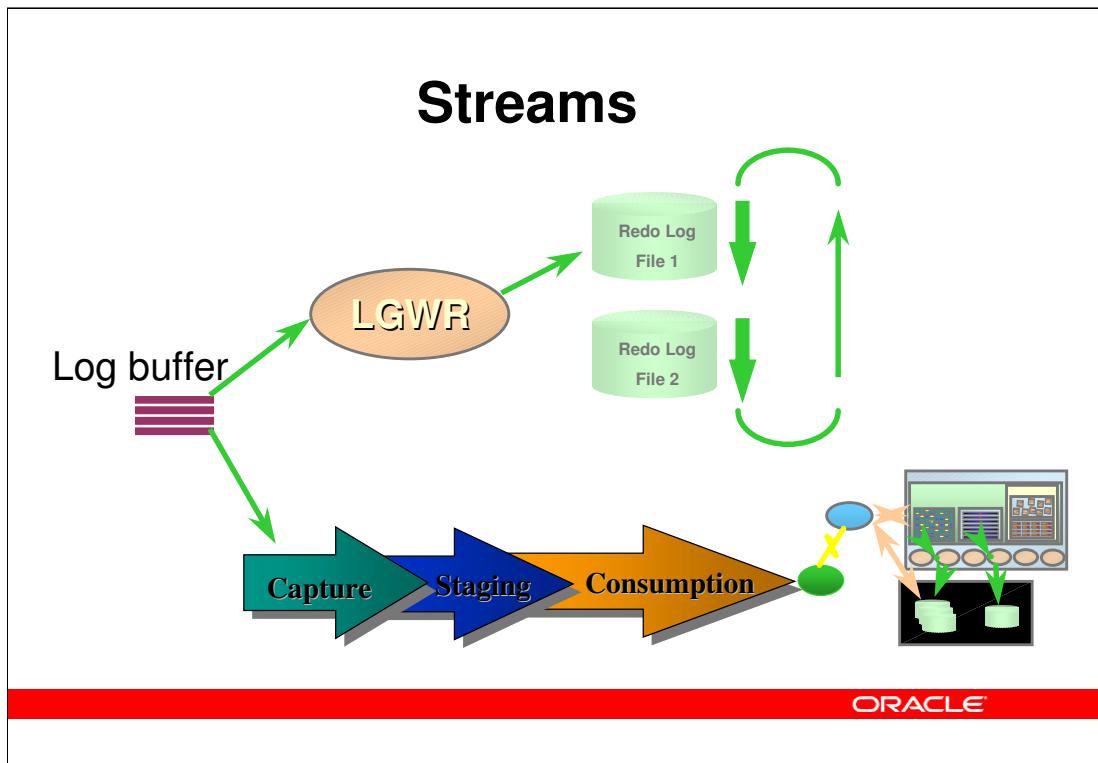 Streams
Redo Log
File 1
LGWR
Redo Log
File 2
Log buffer
Capture
Staging
Consumption
ORACLE®